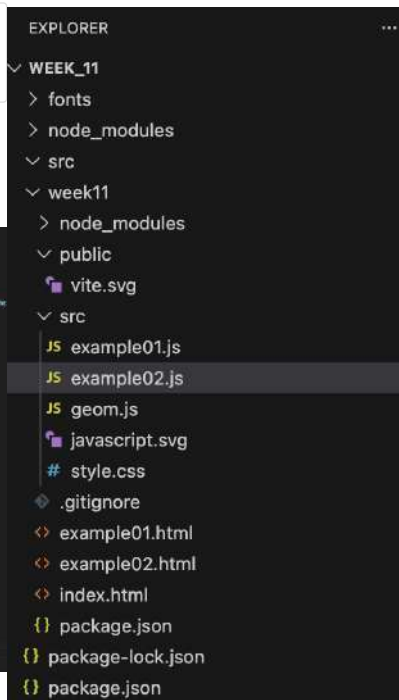 EXPLORER ...
WEEK_11
fonts
node_modules
src
week11
node_modules
public
vite.svg
src
JS example01.js
JS example02.js
JS geom.js
javascript.svg
# style.css
.gitignore
<> example01.html
<> example02.html
<> index.html
{} package.json
{} package-lock.json
{} package.json